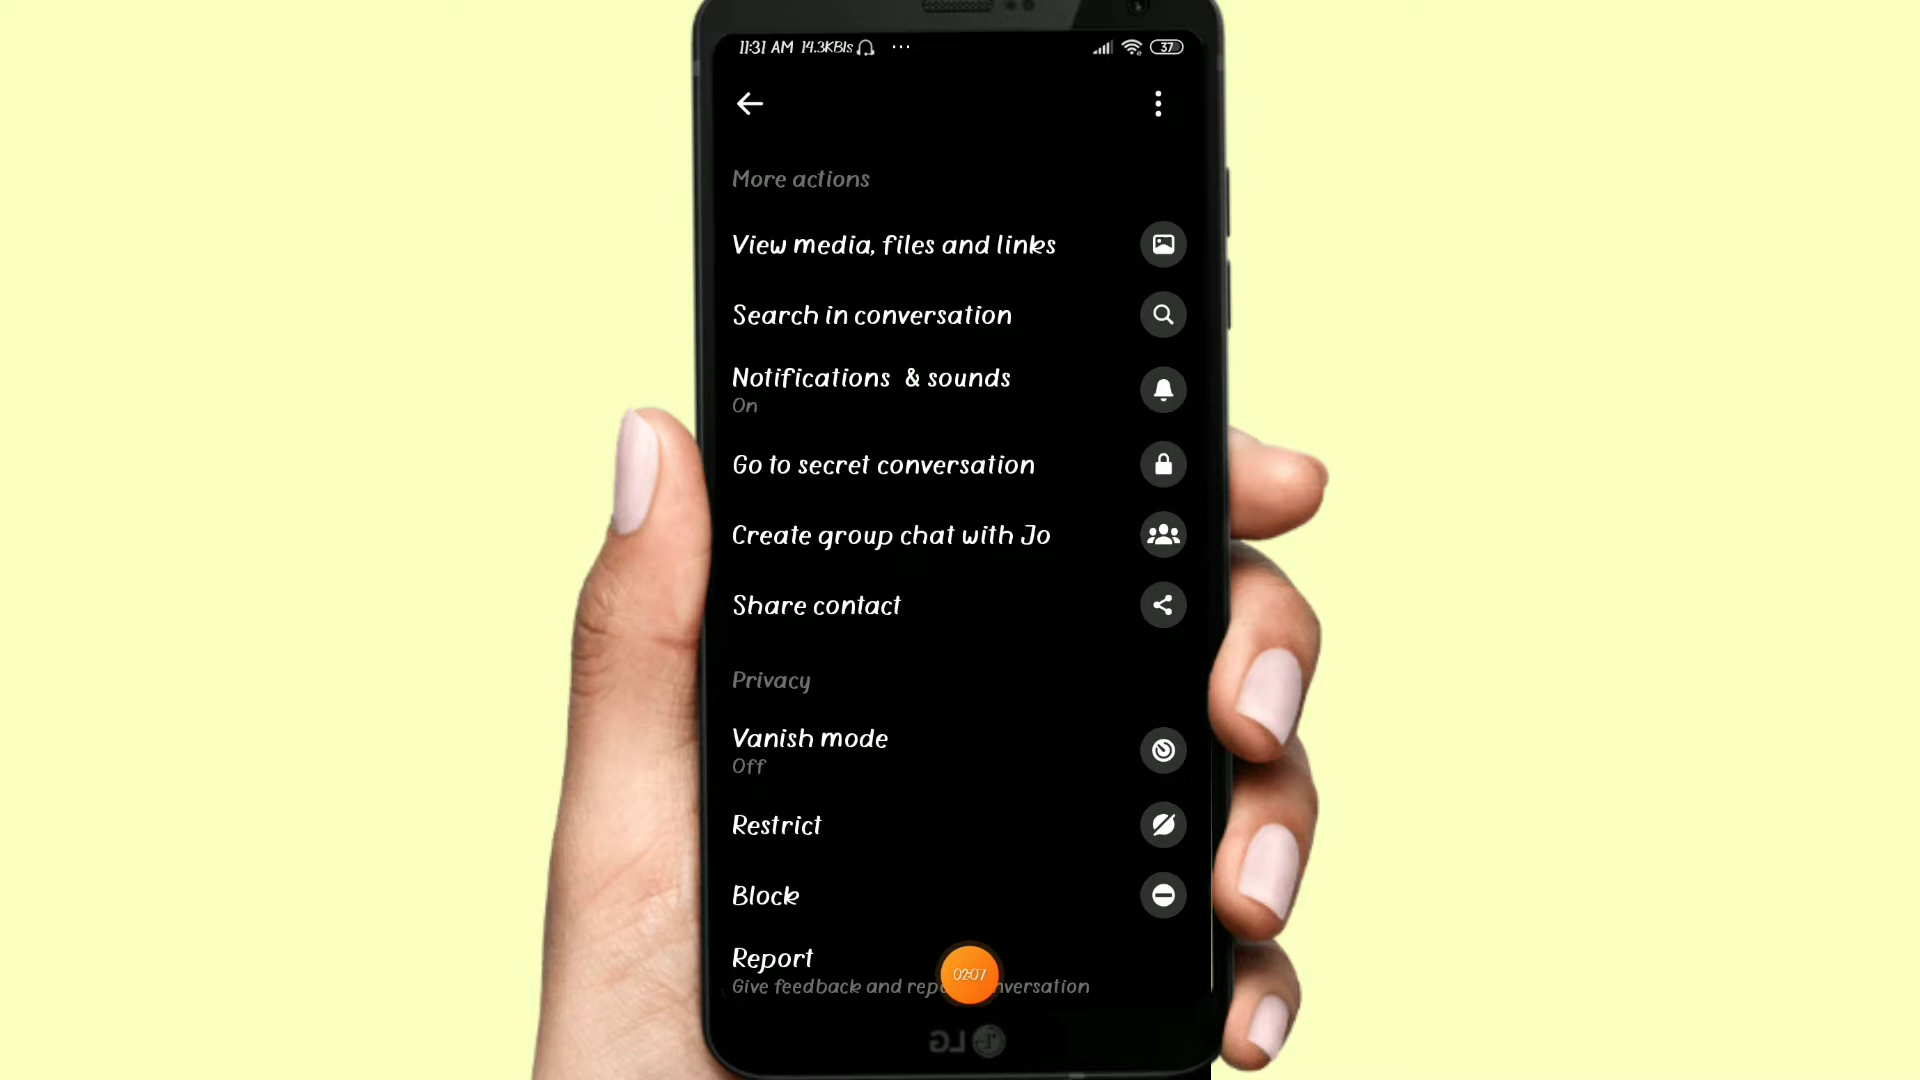 11:31 AM 14.3KB/s ...
37
More actions
View media, files and links
Search in conversation
Notifications & sounds
On
Go to secret conversation
Create group chat with Jo
Share contact
Privacy
Vanish mode
Off
Restrict
Block
Report
Give feedback and nversation
02:07
LG